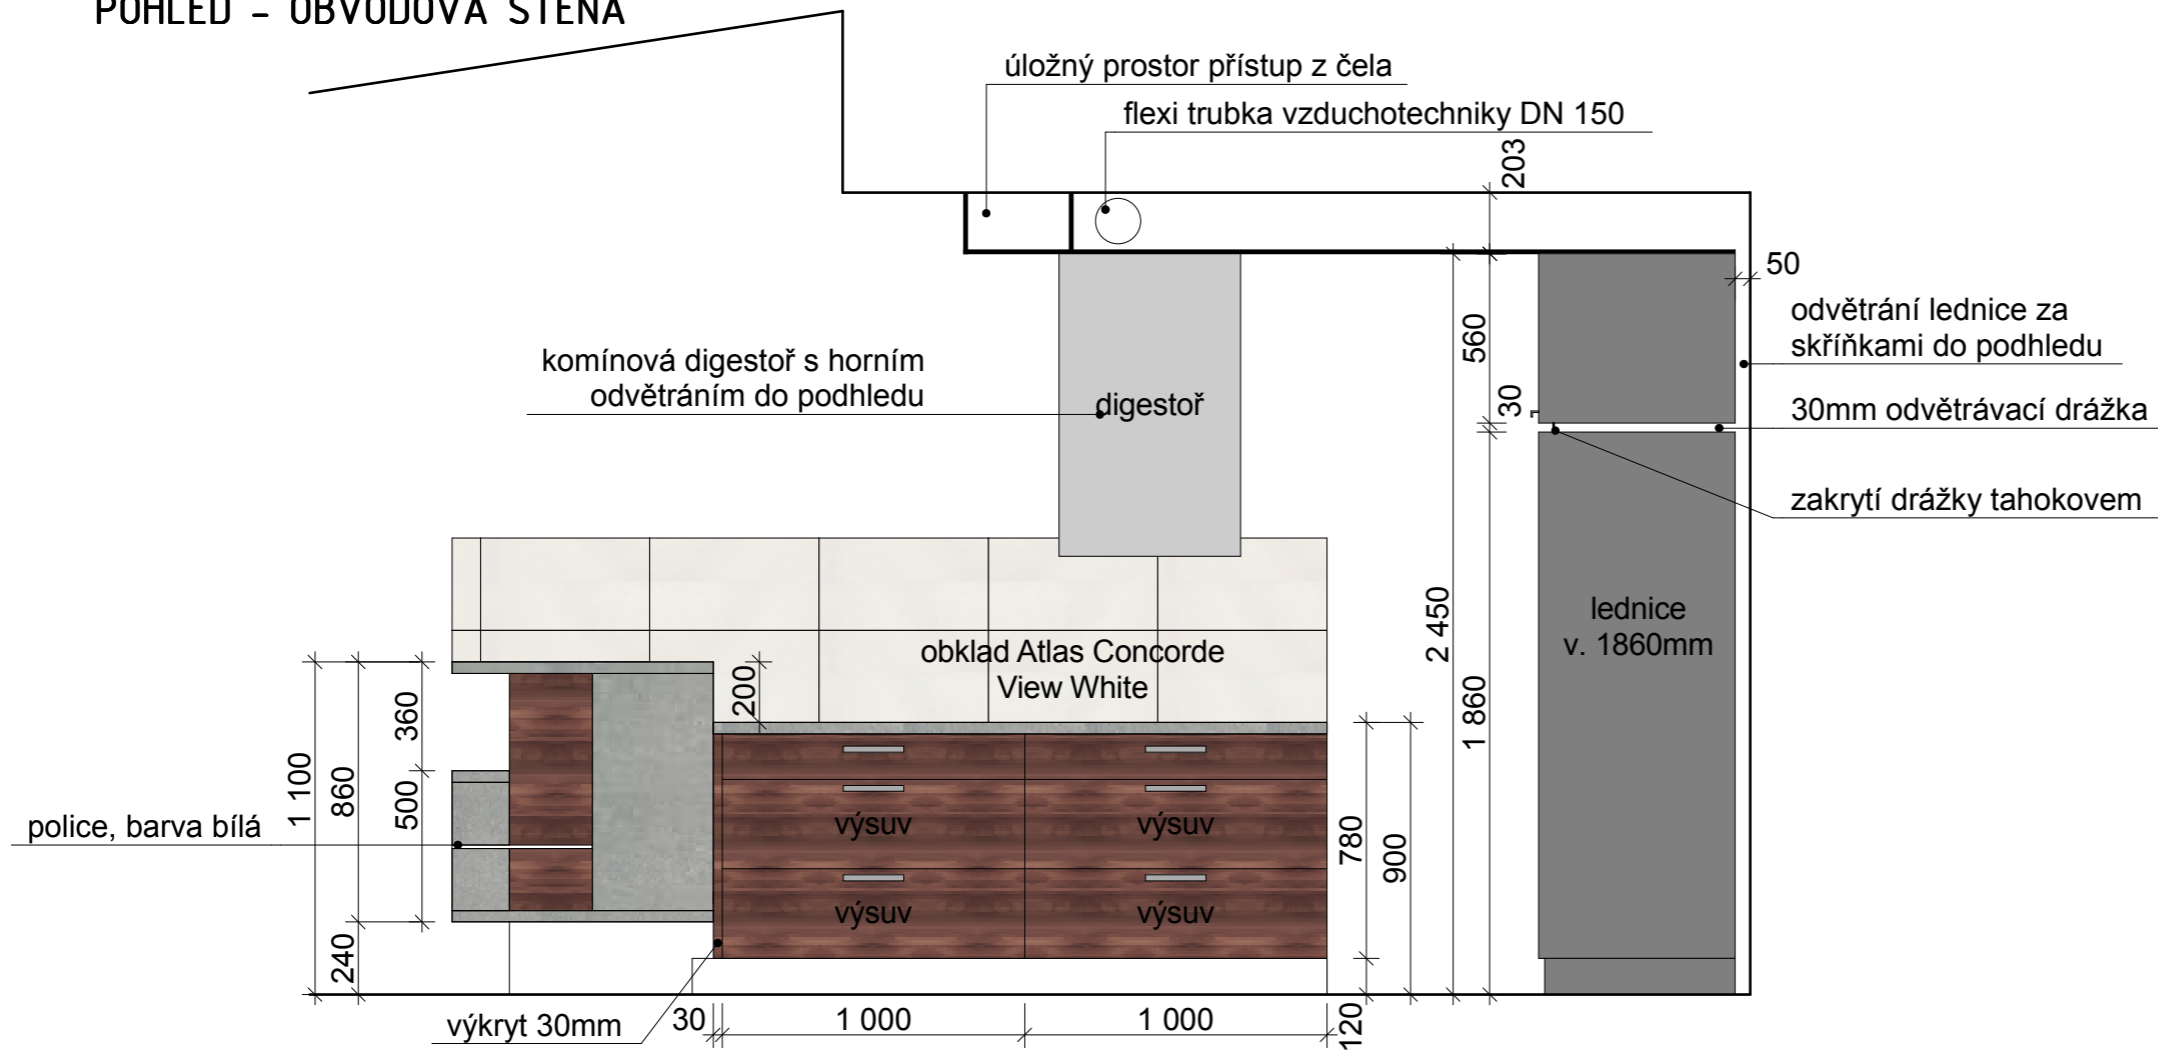 POHLED - OBVODOVÁ STĚNA
úložný prostor přístup z čela
flexi trubka vzduchotechniky DN 150
203
50
odvětrání lednice za
skříňkami do podhledu
560
komínová digestoř s horním
odvětráním do podhledu
digestoř
30
30mm odvětrávací drážka
zakrytí drážky tahokovem
2 450
lednice
v. 1860mm
obklad Atlas Concorde
View White
200
360
1 860
1 100
860
500
police, barva bílá
výsuv
výsuv
780
900
výsuv
výsuv
240
výkryt 30mm
30
1 000
1 000
120